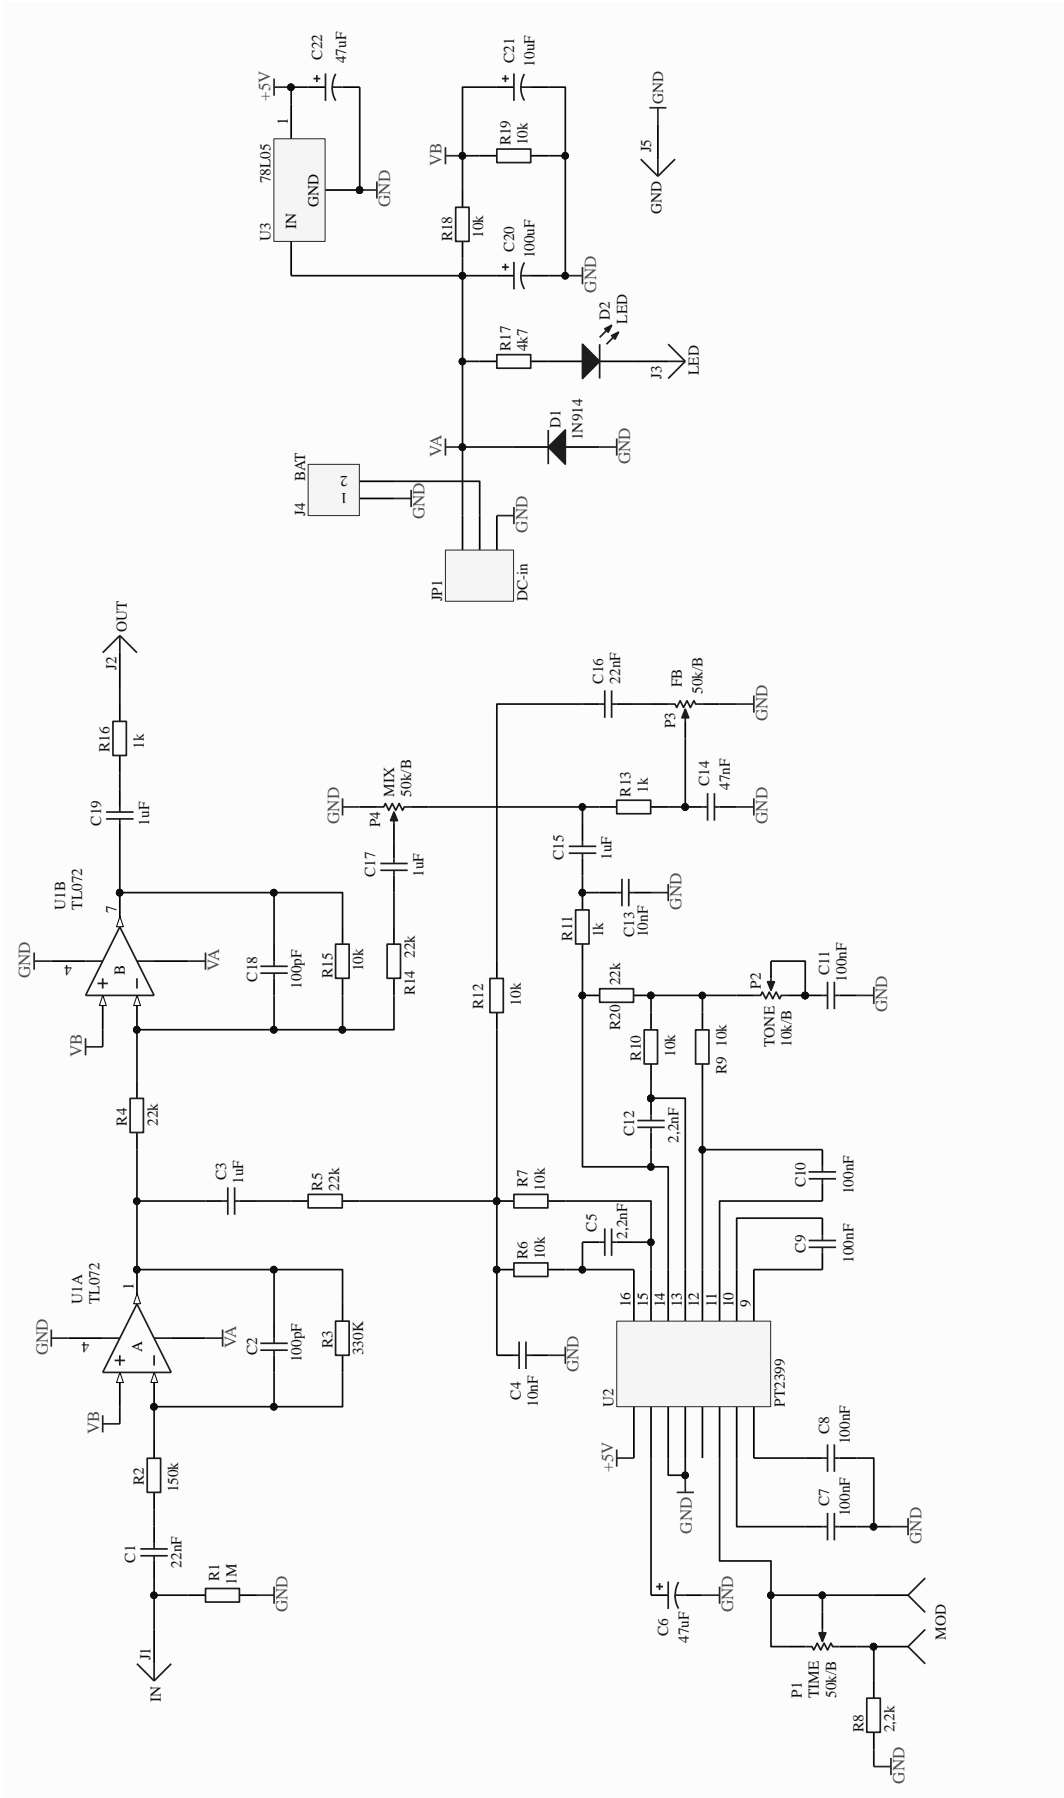 J1
IN
R1
1M
GND
C1
22nF
R2
150k
VB
U1A
TL072
GND
4
A
+
−
1
VA
C2
100pF
R3
330K
C3
1uF
R5
22k
R4
22k
VB
U1B
TL072
GND
4
B
+
−
7
VA
C18
100pF
R15
10k
R14
22k
C17
1uF
P4
MIX
50k/B
GND
C19
1uF
R16
1k
J2
OUT
R12
10k
R7
10k
R6
10k
C5
2,2nF
C4
10nF
GND
C16
22nF
P3
FB
50k/B
GND
R13
1k
C14
47nF
GND
C15
1uF
C13
10nF
GND
R11
1k
R20
22k
R10
10k
R9
10k
C12
2,2nF
P2
TONE
10k/B
C11
100nF
GND
C10
100nF
C9
100nF
U2
PT2399
16
15
14
13
12
11
10
9
+5V
GND
C6
47uF
GND
C7
100nF
C8
100nF
GND
P1
TIME
50k/B
MOD
R8
2,2k
GND
JP1
DC-in
GND
J4
BAT
1
2
GND
VA
D1
1N914
GND
R17
4k7
D2
LED
J3
LED
U3
78L05
IN
GND
1
+5V
C22
47uF
GND
R18
10k
VB
R19
10k
C20
100uF
C21
10uF
GND
J5
GND
GND